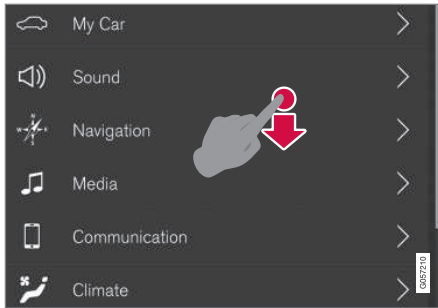 My Car
Sound
Navigation
Media
Communication
Climate
G057210